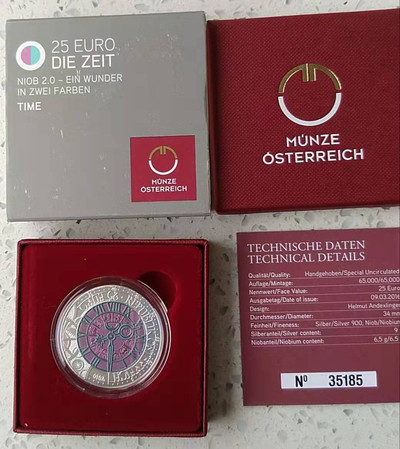 25 EURO
DIE ZEIT
NIOB 2.0 – EIN WUNDER
IN ZWEI FARBEN
TIME
MÜNZE
ÖSTERREICH
MÜNZE
ÖSTERREICH
TECHNISCHE DATEN
TECHNICAL DETAILS
Qualität/Quality: Handgehoben/Special Uncirculated
Auflage/Mintage: 65.000/65.000
Nennwert/Face Value: 25 Euro
Ausgabetag/Date of issue: 09.03.2016
Design: Helmut Andexlinger
Durchmesser/Diameter: 34 mm
Feinheit/Fineness: Silber/Silver 900, Niob/Niobium
Silberanteil/Silver content: 9
Niobanteil/Niobium content: 6.5 g/6.5
Nº 35185